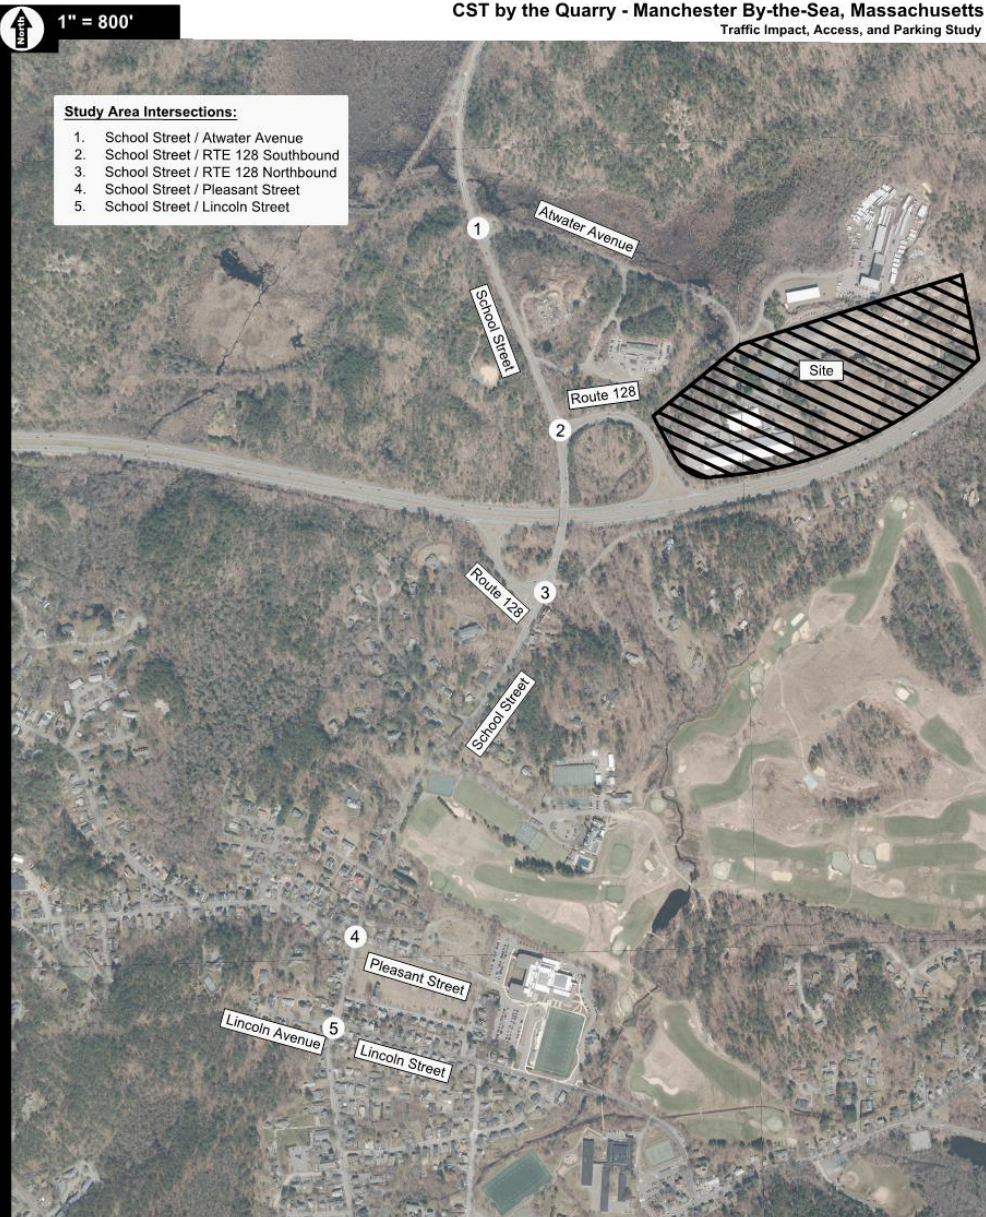 North
1" = 800'
CST by the Quarry - Manchester By-the-Sea, Massachusetts
Traffic Impact, Access, and Parking Study
Study Area Intersections:
1. School Street / Atwater Avenue
2. School Street / RTE 128 Southbound
3. School Street / RTE 128 Northbound
4. School Street / Pleasant Street
5. School Street / Lincoln Street
1
Atwater Avenue
School Street
Site
Route 128
2
Route 128
3
School Street
4
Pleasant Street
Lincoln Avenue
5
Lincoln Street